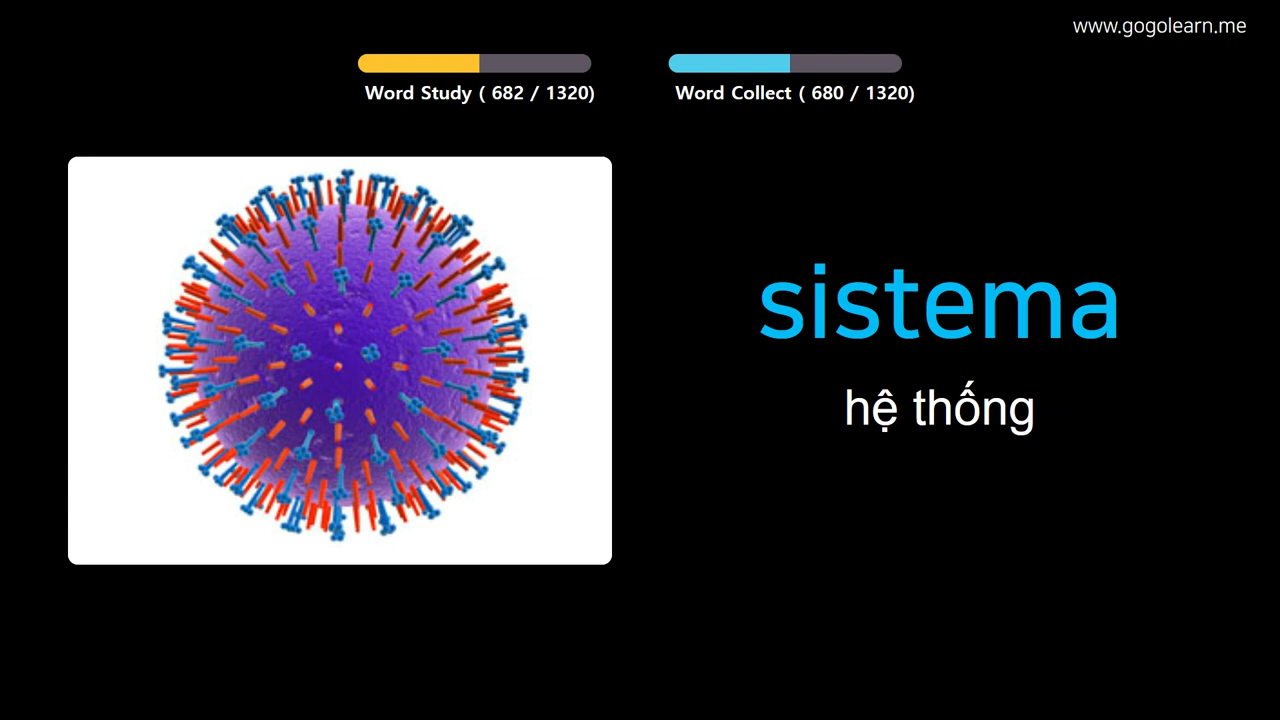 www.gogolearn.me
Word Study ( 682 / 1320)
Word Collect ( 680 / 1320)
sistema
hệ thống